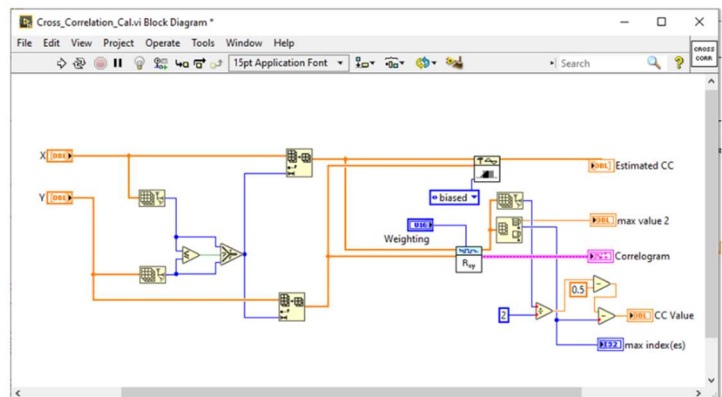 Cross_Correlation_Cal.vi Block Diagram *
File Edit View Project Operate Tools Window Help
15pt Application Font
Search
CROSS
CORR
X
DBL
Y
DBL
DBL
Estimated CC
biased
U16
Weighting
DBL
max value 2
Rxy
Correlogram
0.5
2
DBL
CC Value
I32
max index(es)